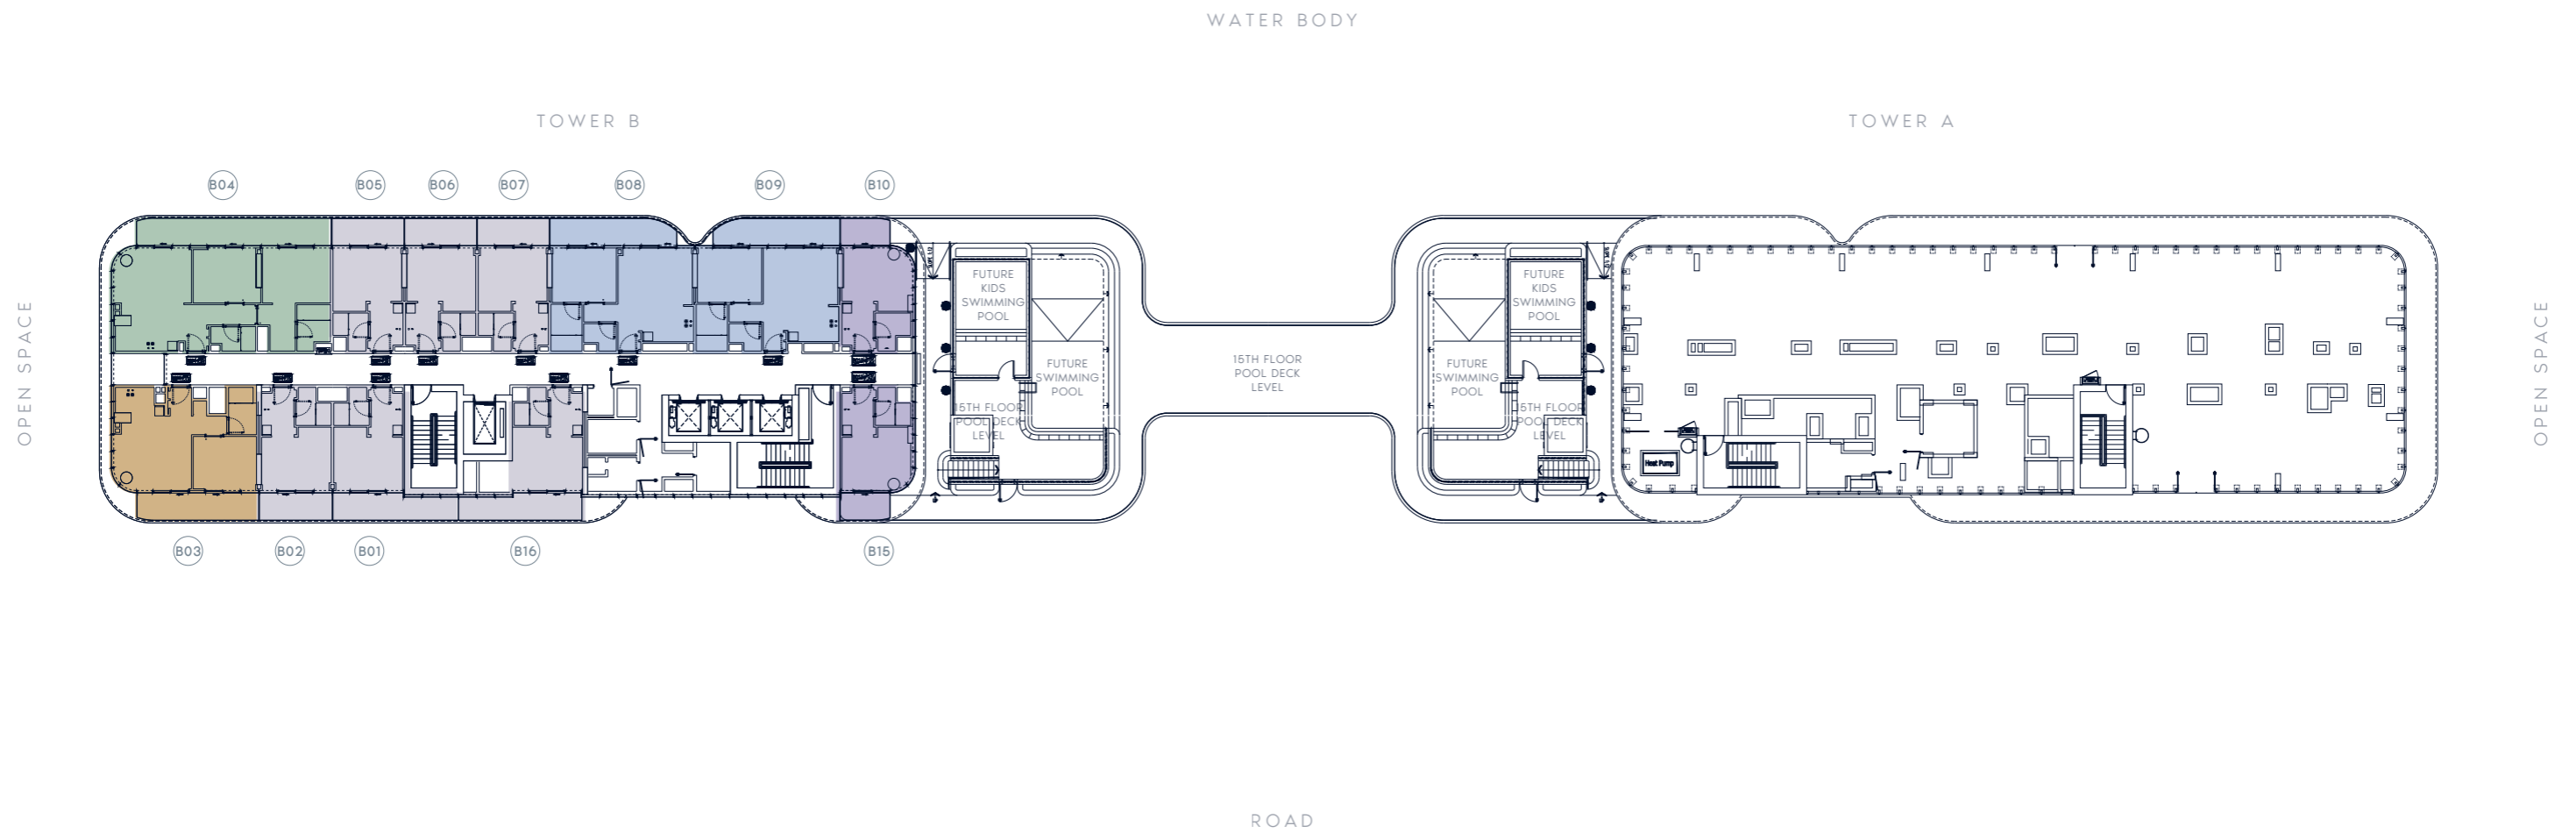 WATER BODY
TOWER B
TOWER A
B04
B05
B06
B07
B08
B09
B10
OPEN SPACE
FUTURE
KIDS
SWIMMING
POOL
FUTURE
SWIMMING
POOL
15TH FLOOR
POOL DECK
LEVEL
15TH FLOOR
POOL DECK
LEVEL
FUTURE
KIDS
SWIMMING
POOL
FUTURE
SWIMMING
POOL
15TH FLOOR
POOL DECK
LEVEL
Heat Pump
OPEN SPACE
B03
B02
B01
B16
B15
ROAD